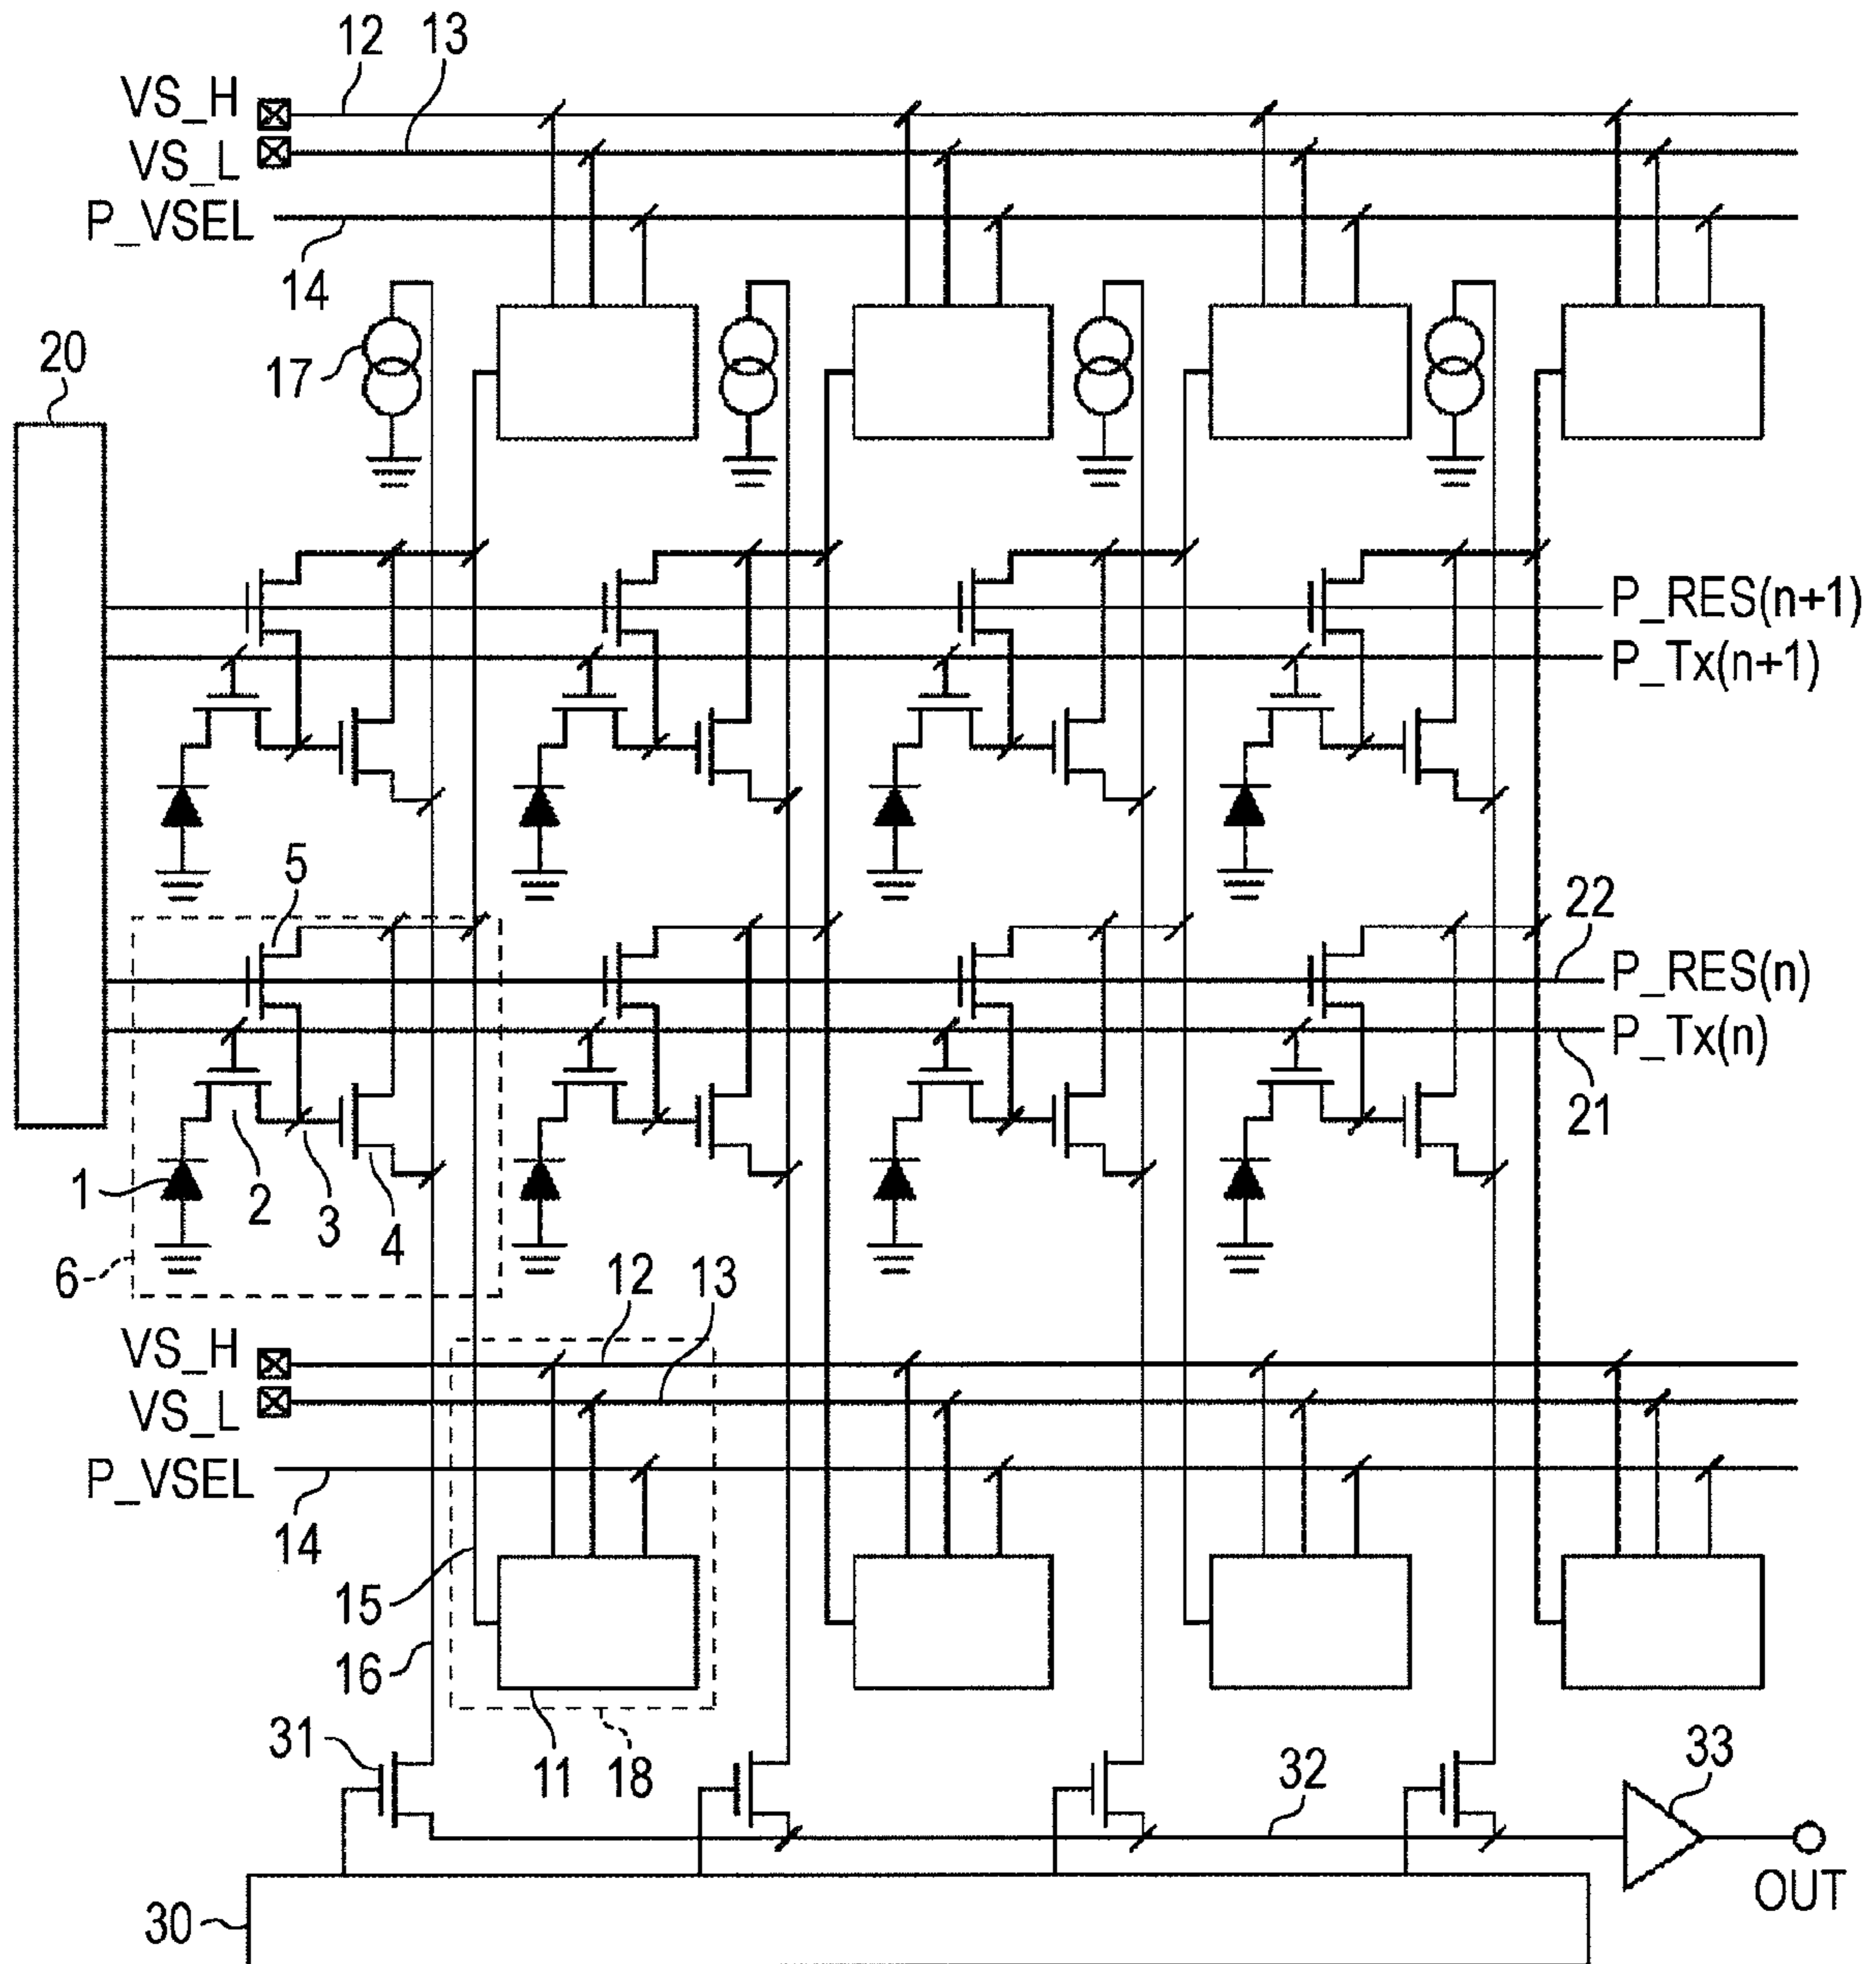 12 13
VS_H
VS_L
P_VSEL
14
17
20
P_RES(n+1)
P_Tx(n+1)
5
22
P_RES(n)
P_Tx(n)
21
1
2
3
4
6
12 13
VS_H
VS_L
P_VSEL
14
15
16
31
11
18
32
33
OUT
30